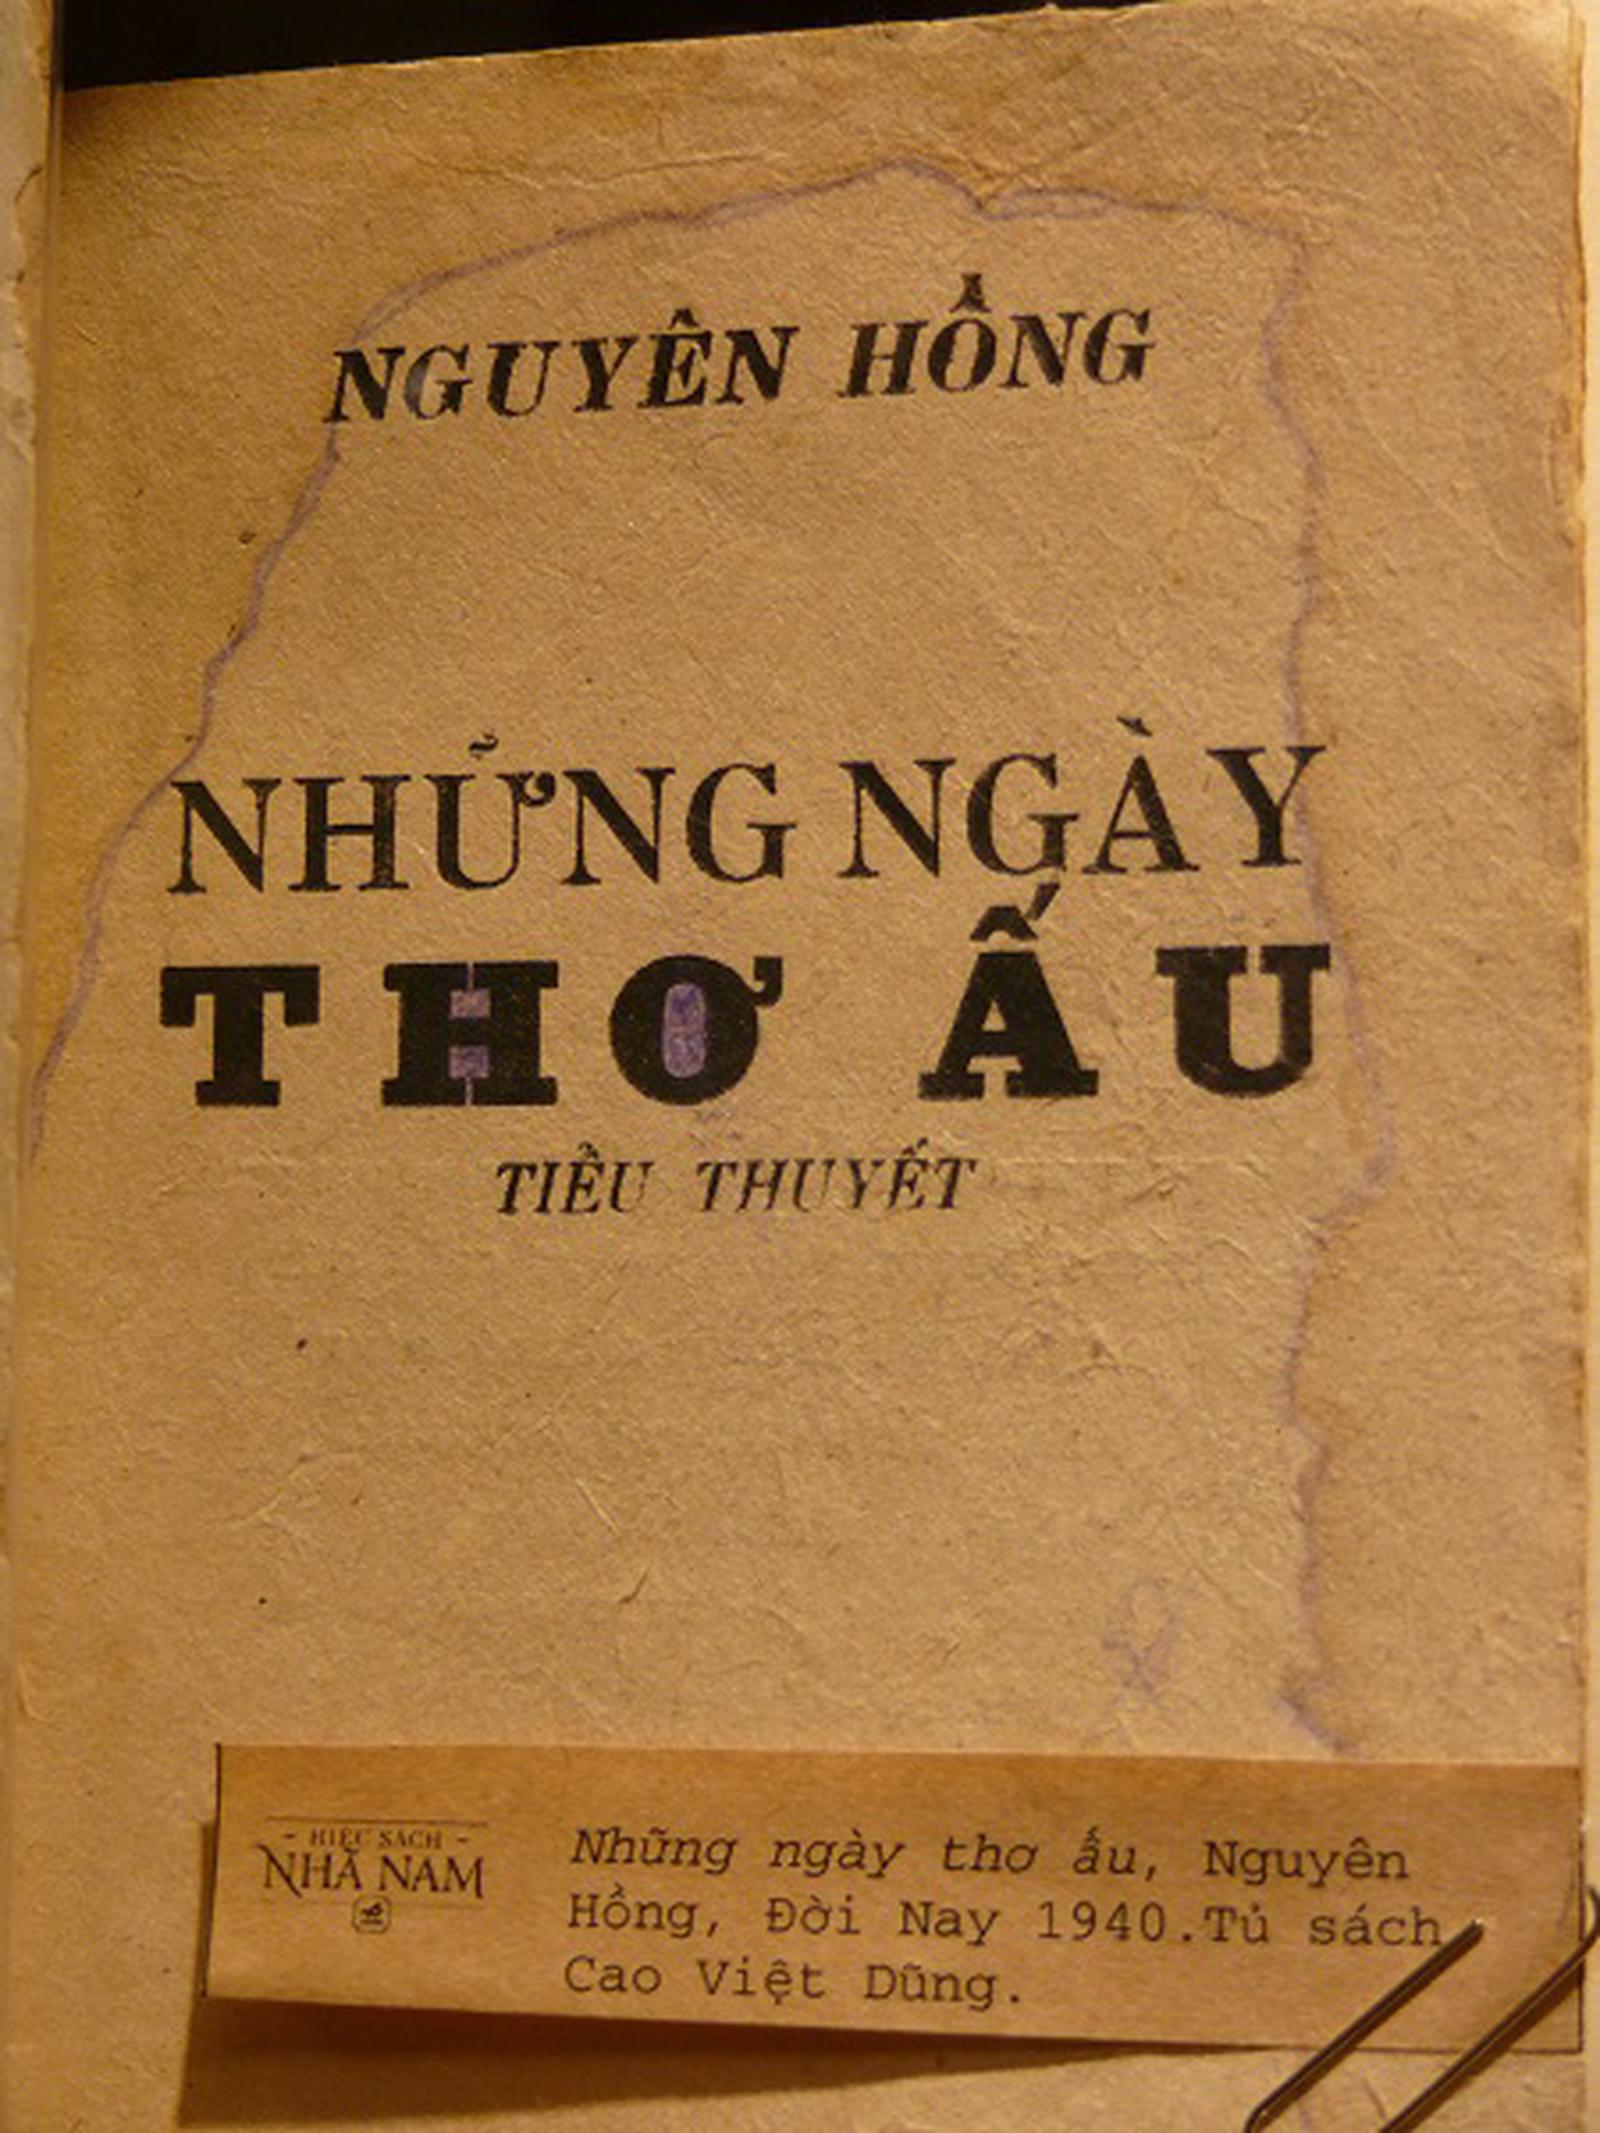 NGUYÊN HỒNG
NHỮNG NGÀY
THƠ ẤU
TIỂU THUYẾT
- HIỆU SÁCH -
NHÃ NAM
Những ngày thơ ấu, Nguyên
Hồng, Đời Nay 1940.Tủ sách
Cao Việt Dũng.